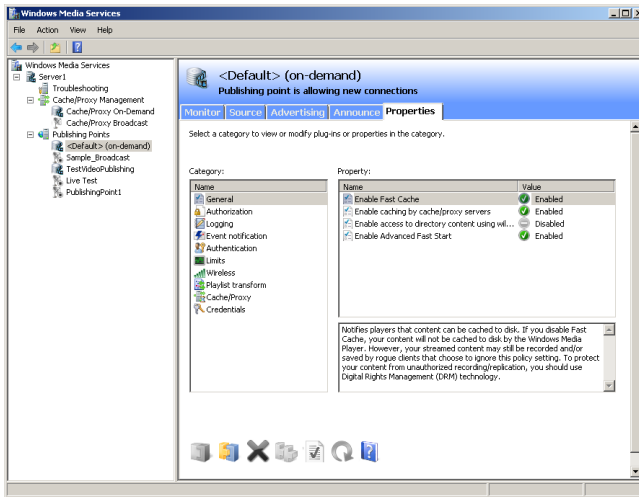 Windows Media Services
File Action View Help
Windows Media Services
Server1
Troubleshooting
Cache/Proxy Management
Cache/Proxy On-Demand
Cache/Proxy Broadcast
Publishing Points
<Default> (on-demand)
Sample_Broadcast
TestVideoPublishing
Live Test
PublishingPoint1
<Default> (on-demand)
Publishing point is allowing new connections
Monitor Source Advertising Announce Properties
Select a category to view or modify plug-ins or properties in the category.
Category:
Name
General
Authorization
Logging
Event notification
Authentication
Limits
Wireless
Playlist transform
Cache/Proxy
Credentials
Property:
Name Value
Enable Fast Cache Enabled
Enable caching by cache/proxy servers Enabled
Enable access to directory content using wil... Disabled
Enable Advanced Fast Start Enabled
Notifies players that content can be cached to disk. If you disable Fast
Cache, your content will not be cached to disk by the Windows Media
Player. However, your streamed content may still be recorded and/or
saved by rogue clients that choose to ignore this policy setting. To protect
your content from unauthorized recording/replication, you should use
Digital Rights Management (DRM) technology.